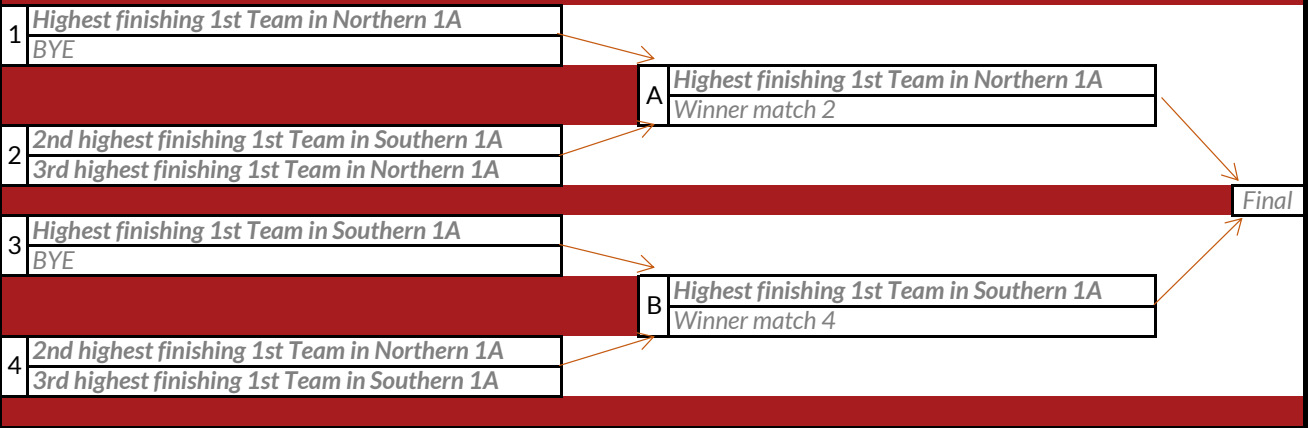 1
Highest finishing 1st Team in Northern 1A
BYE
A
Highest finishing 1st Team in Northern 1A
Winner match 2
2
2nd highest finishing 1st Team in Southern 1A
3rd highest finishing 1st Team in Northern 1A
Final
3
Highest finishing 1st Team in Southern 1A
BYE
B
Highest finishing 1st Team in Southern 1A
Winner match 4
4
2nd highest finishing 1st Team in Northern 1A
3rd highest finishing 1st Team in Southern 1A